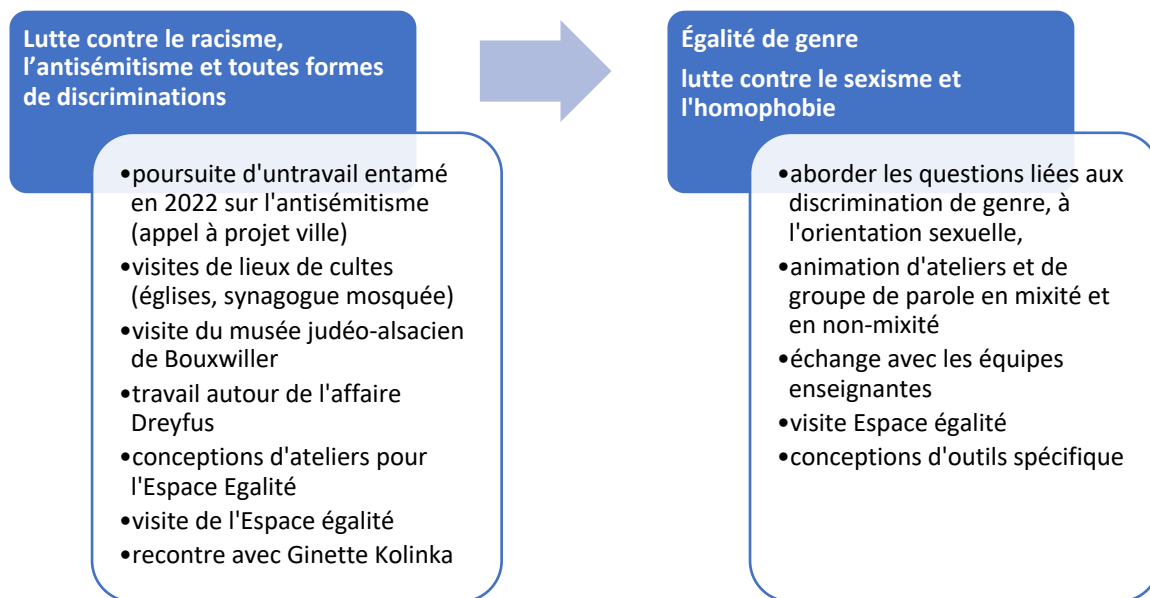 Lutte contre le racisme,
l’antisémitisme et toutes formes
de discriminations
•poursuite d'untravail entamé
en 2022 sur l'antisémitisme
(appel à projet ville)
•visites de lieux de cultes
(églises, synagogue mosquée)
•visite du musée judéo-alsacien
de Bouxwiller
•travail autour de l'affaire
Dreyfus
•conceptions d'ateliers pour
l'Espace Egalité
•visite de l'Espace égalité
•recontre avec Ginette Kolinka
Égalité de genre
lutte contre le sexisme et
l'homophobie
•aborder les questions liées aux
discrimination de genre, à
l'orientation sexuelle,
•animation d'ateliers et de
groupe de parole en mixité et
en non-mixité
•échange avec les équipes
enseignantes
•visite Espace égalité
•conceptions d'outils spécifique